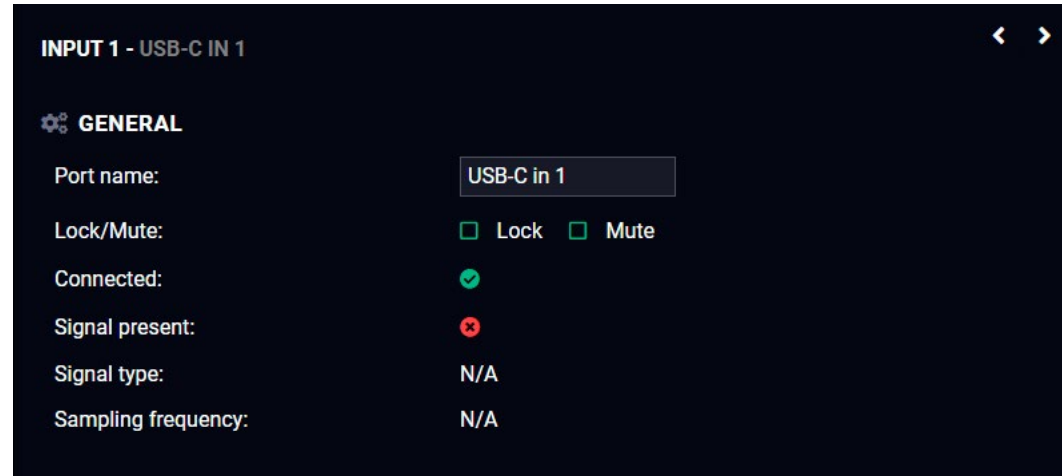 INPUT 1 - USB-C IN 1
GENERAL
Port name: USB-C in 1
Lock/Mute: Lock Mute
Connected:
Signal present:
Signal type: N/A
Sampling frequency: N/A